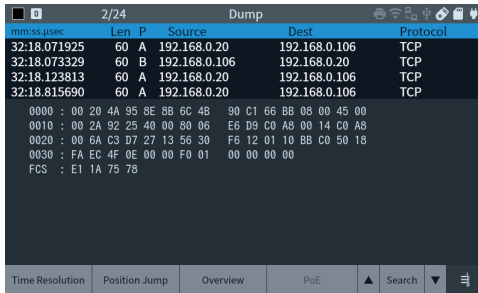 0 2/24 Dump
mm:ss.µsec Len P Source Dest Protocol
32:18.071925 60 A 192.168.0.20 192.168.0.106 TCP
32:18.073329 60 B 192.168.0.106 192.168.0.20 TCP
32:18.123813 60 A 192.168.0.20 192.168.0.106 TCP
32:18.815690 60 A 192.168.0.20 192.168.0.106 TCP
0000 : 00 20 4A 95 8E 8B 6C 4B 90 C1 66 BB 08 00 45 00
0010 : 00 2A 92 25 40 00 80 06 E6 D9 C0 A8 00 14 C0 A8
0020 : 00 6A C3 D7 27 13 56 30 F6 12 01 10 BB C0 50 18
0030 : FA EC 4F 0E 00 00 F0 01 00 00 00 00
FCS : E1 1A 75 78
Time Resolution Position Jump Overview PoE ▲ Search ▼